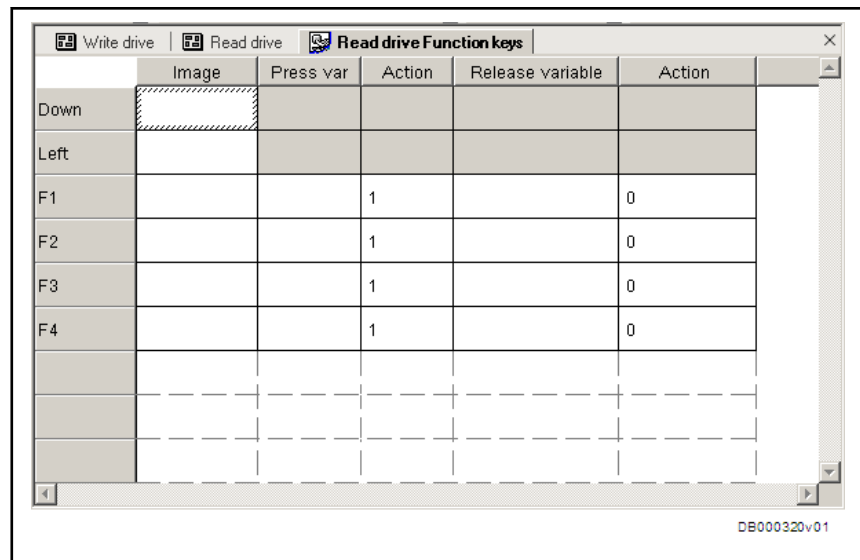 Write drive Read drive Read drive Function keys
Image Press var Action Release variable Action
Down
Left
F1 1 0
F2 1 0
F3 1 0
F4 1 0
DB000320v01